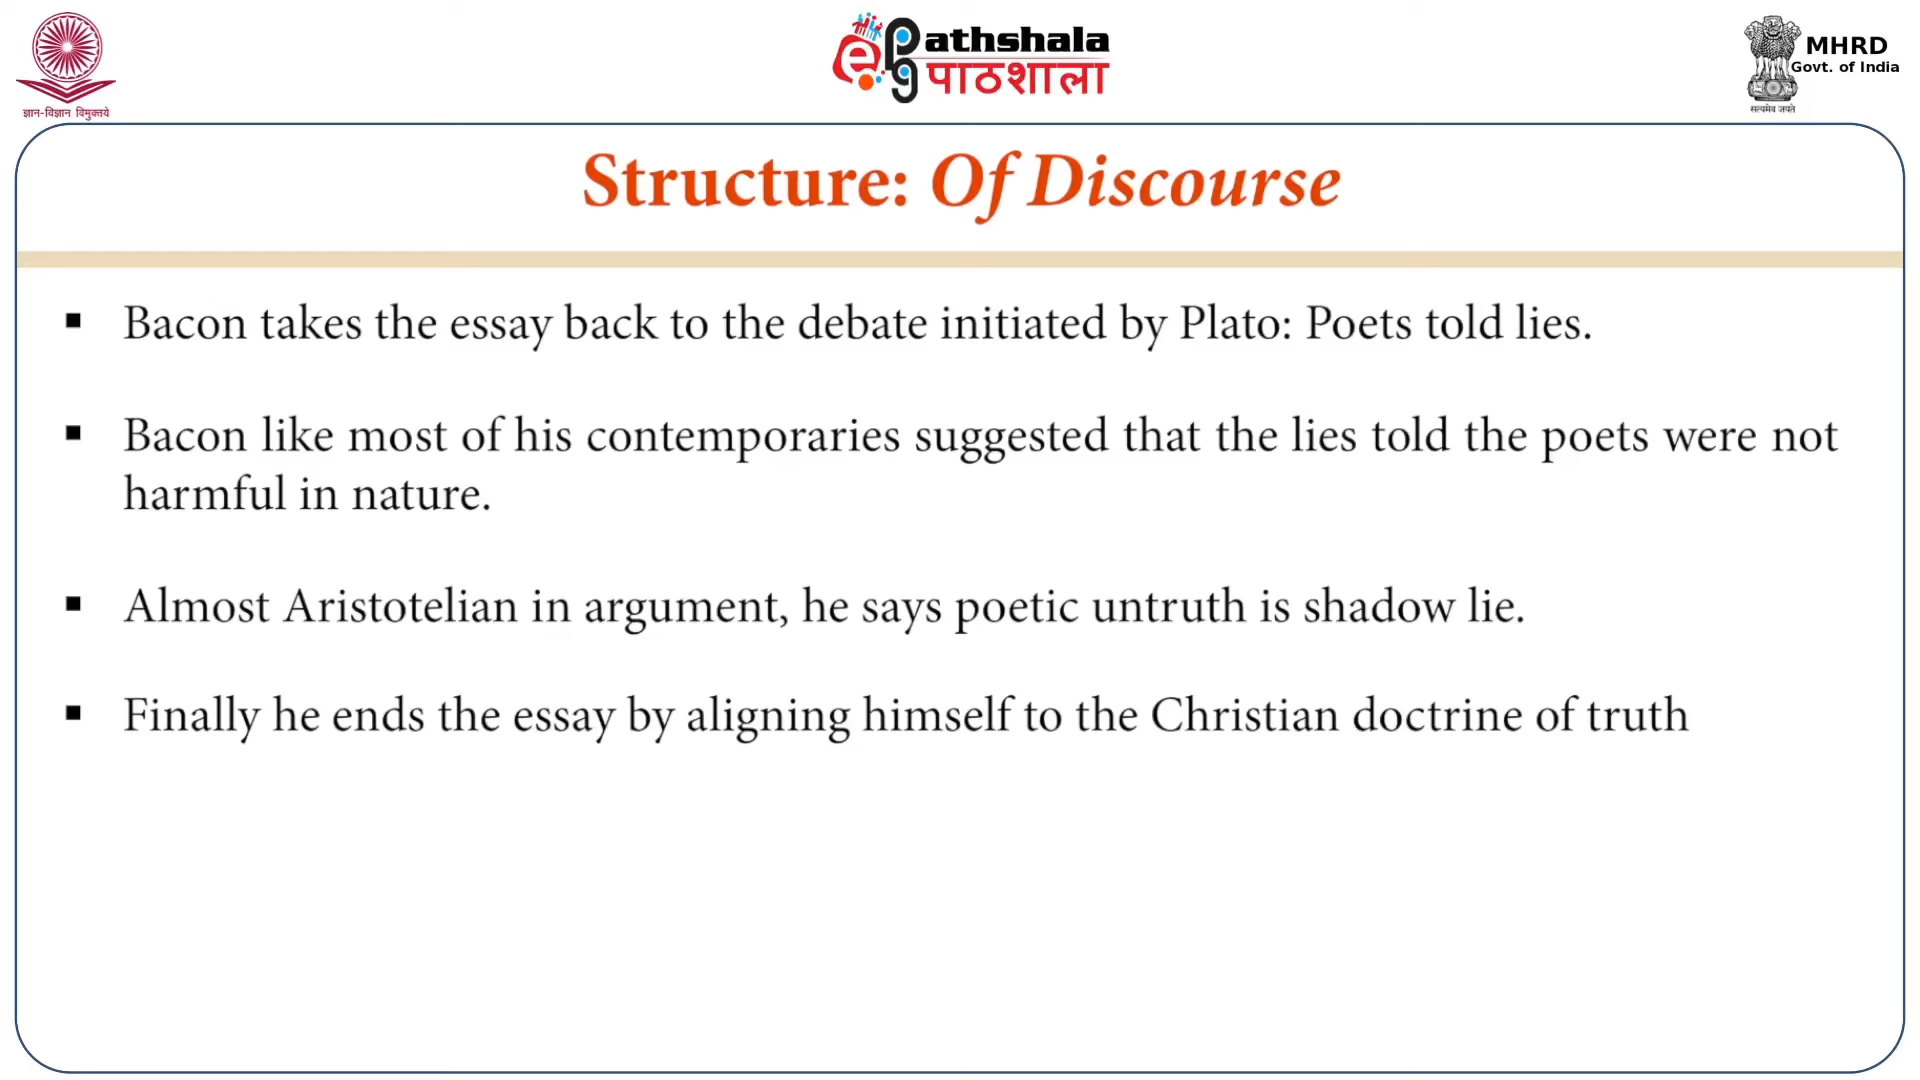 ज्ञान-विज्ञान विमुक्तये
e Pg athshala
पाठशाला
MHRD
Govt. of India
सत्यमेव जयते
Structure: Of Discourse
▪ Bacon takes the essay back to the debate initiated by Plato: Poets told lies.
▪ Bacon like most of his contemporaries suggested that the lies told the poets were not
harmful in nature.
▪ Almost Aristotelian in argument, he says poetic untruth is shadow lie.
▪ Finally he ends the essay by aligning himself to the Christian doctrine of truth